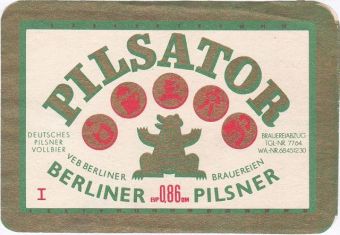 PILSATOR
DEUTSCHES
PILSNER
VOLLBIER
BRAUEREIABZUG
TGL-NR. 7764
WA-NR. 68451230
VEB BERLINER BRAUEREIEN
I
BERLINER EVP 0,86 DM PILSNER